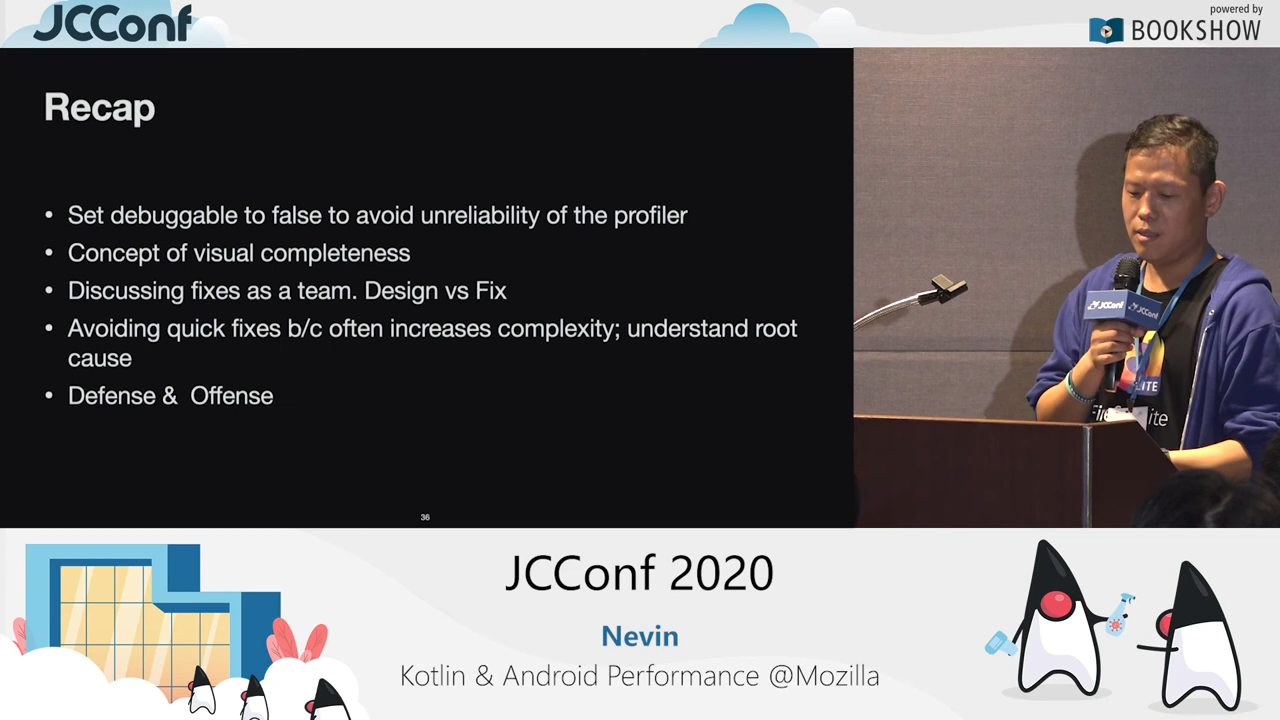 JCConf
powered by
BOOKSHOW
Recap
• Set debuggable to false to avoid unreliability of the profiler
• Concept of visual completeness
• Discussing fixes as a team. Design vs Fix
• Avoiding quick fixes b/c often increases complexity; understand root
cause
• Defense & Offense
36
JCConf
JCConf
JCConf 2020
Nevin
Kotlin & Android Performance @Mozilla